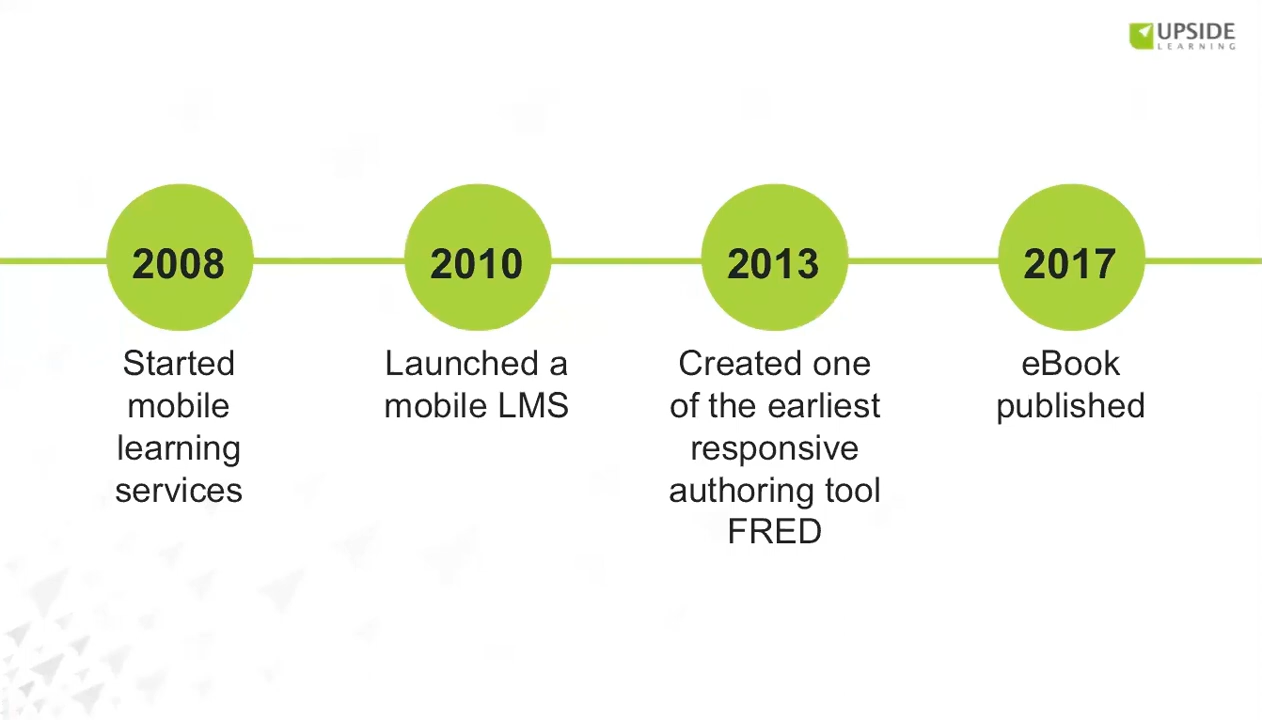 UPSIDE
LEARNING
2008
Started
mobile
learning
services
2010
Launched a
mobile LMS
2013
Created one
of the earliest
responsive
authoring tool
FRED
2017
eBook
published